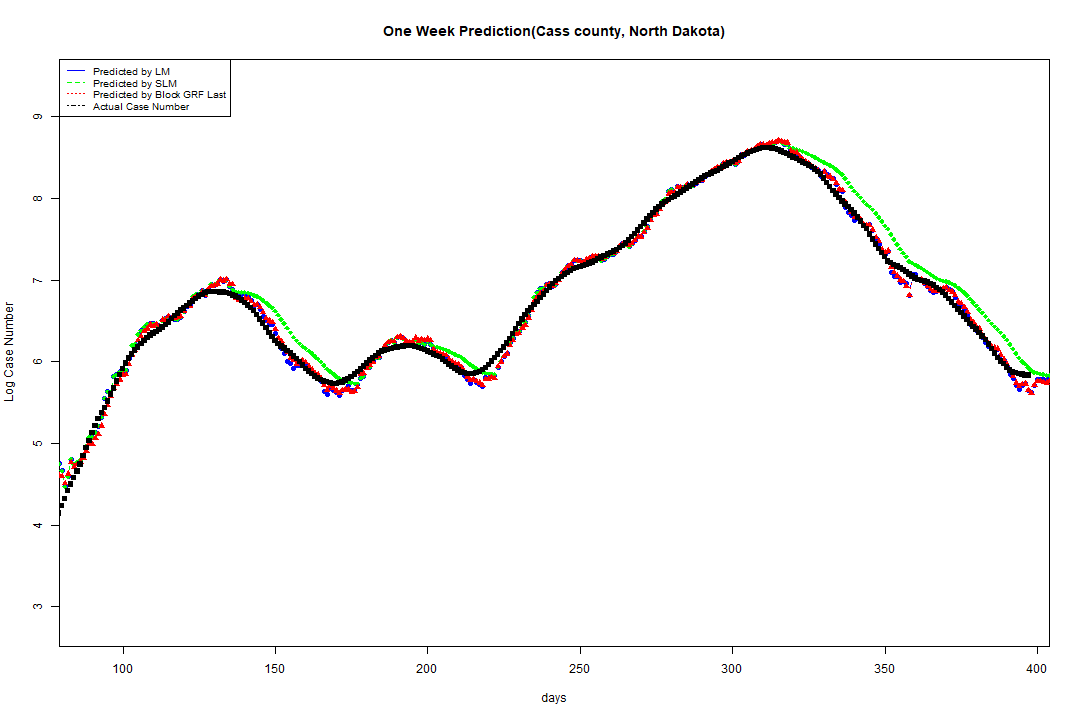 One Week Prediction(Cass county, North Dakota)
Predicted by LM
Predicted by SLM
Predicted by Block GRF Last
Actual Case Number
9
8
7
6
5
4
3
Log Case Number
100 150 200 250 300 350 400
days